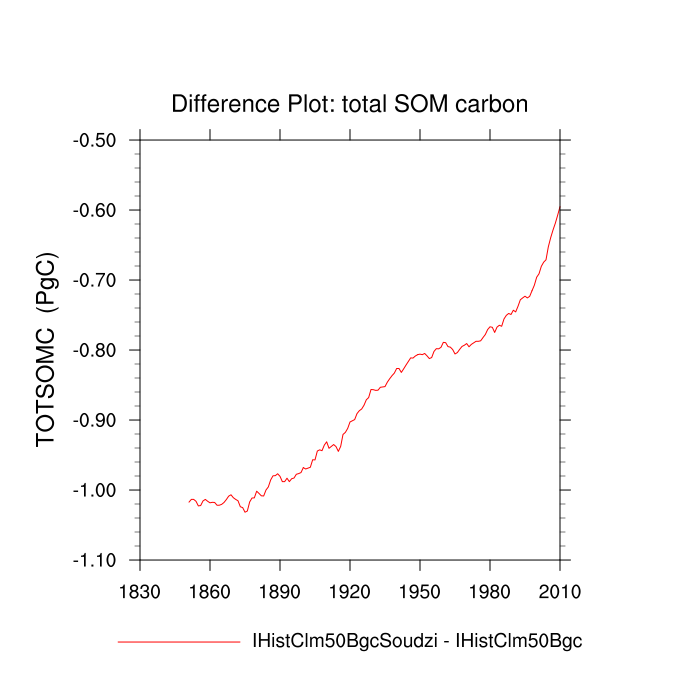 Difference Plot: total SOM carbon
TOTSOMC (PgC)
-0.50
-0.60
-0.70
-0.80
-0.90
-1.00
-1.10
1830 1860 1890 1920 1950 1980 2010
IHistClm50BgcSoudzi - IHistClm50Bgc